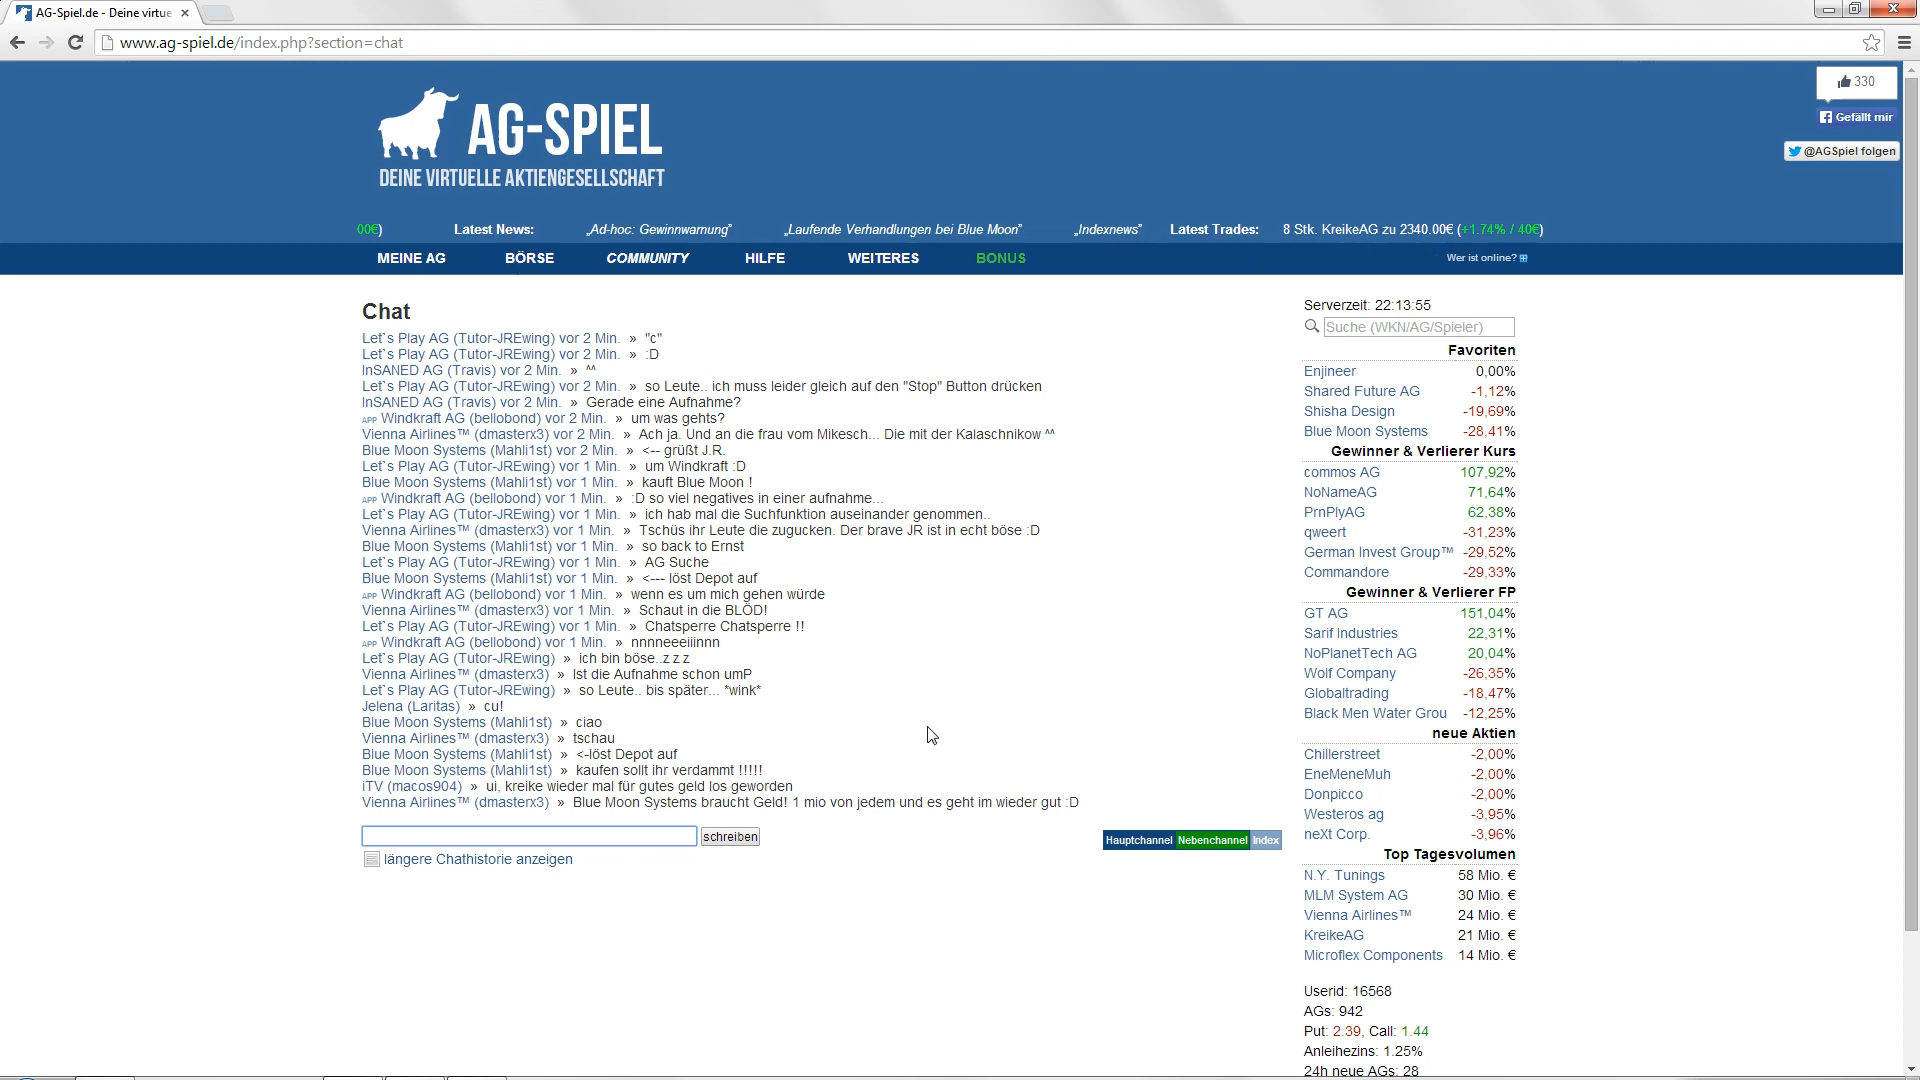 AG-Spiel.de - Deine virtue
www.ag-spiel.de/index.php?section=chat
330
Gefällt mir
@AGSpiel folgen
AG-SPIEL
DEINE VIRTUELLE AKTIENGESELLSCHAFT
00€) Latest News: „Ad-hoc: Gewinnwarnung” „Laufende Verhandlungen bei Blue Moon” „Indexnews” Latest Trades: 8 Stk. KreikeAG zu 2340.00€ (+1.74% / 40€)
MEINE AG BÖRSE COMMUNITY HILFE WEITERES BONUS Wer ist online?
Chat
Let`s Play AG (Tutor-JREwing) vor 2 Min. » "c"
Let`s Play AG (Tutor-JREwing) vor 2 Min. » :D
InSANED AG (Travis) vor 2 Min. » ^^
Let`s Play AG (Tutor-JREwing) vor 2 Min. » so Leute.. ich muss leider gleich auf den "Stop" Button drücken
InSANED AG (Travis) vor 2 Min. » Gerade eine Aufnahme?
APP Windkraft AG (bellobond) vor 2 Min. » um was gehts?
Vienna Airlines™ (dmasterx3) vor 2 Min. » Ach ja. Und an die frau vom Mikesch... Die mit der Kalaschnikow ^^
Blue Moon Systems (Mahli1st) vor 2 Min. » <-- grüßt J.R.
Let`s Play AG (Tutor-JREwing) vor 1 Min. » um Windkraft :D
Blue Moon Systems (Mahli1st) vor 1 Min. » kauft Blue Moon !
APP Windkraft AG (bellobond) vor 1 Min. » :D so viel negatives in einer aufnahme...
Let`s Play AG (Tutor-JREwing) vor 1 Min. » ich hab mal die Suchfunktion auseinander genommen..
Vienna Airlines™ (dmasterx3) vor 1 Min. » Tschüs ihr Leute die zugucken. Der brave JR ist in echt böse :D
Blue Moon Systems (Mahli1st) vor 1 Min. » so back to Ernst
Let`s Play AG (Tutor-JREwing) vor 1 Min. » AG Suche
Blue Moon Systems (Mahli1st) vor 1 Min. » <--- löst Depot auf
APP Windkraft AG (bellobond) vor 1 Min. » wenn es um mich gehen würde
Vienna Airlines™ (dmasterx3) vor 1 Min. » Schaut in die BLÖD!
Let`s Play AG (Tutor-JREwing) vor 1 Min. » Chatsperre Chatsperre !!
APP Windkraft AG (bellobond) vor 1 Min. » nnnneeeiiinnn
Let`s Play AG (Tutor-JREwing) » ich bin böse..z z z
Vienna Airlines™ (dmasterx3) » Ist die Aufnahme schon umP
Let`s Play AG (Tutor-JREwing) » so Leute.. bis später... *wink*
Jelena (Laritas) » cu!
Blue Moon Systems (Mahli1st) » ciao
Vienna Airlines™ (dmasterx3) » tschau
Blue Moon Systems (Mahli1st) » <-löst Depot auf
Blue Moon Systems (Mahli1st) » kaufen sollt ihr verdammt !!!!!
iTV (macos904) » ui, kreike wieder mal für gutes geld los geworden
Vienna Airlines™ (dmasterx3) » Blue Moon Systems braucht Geld! 1 mio von jedem und es geht im wieder gut :D
schreiben
Hauptchannel Nebenchannel Index
längere Chathistorie anzeigen
Serverzeit: 22:13:55
Suche (WKN/AG/Spieler)
Favoriten
Enjineer 0,00%
Shared Future AG -1,12%
Shisha Design -19,69%
Blue Moon Systems -28,41%
Gewinner & Verlierer Kurs
commos AG 107,92%
NoNameAG 71,64%
PrnPlyAG 62,38%
qweert -31,23%
German Invest Group™ -29,52%
Commandore -29,33%
Gewinner & Verlierer FP
GT AG 151,04%
Sarif Industries 22,31%
NoPlanetTech AG 20,04%
Wolf Company -26,35%
Globaltrading -18,47%
Black Men Water Grou -12,25%
neue Aktien
Chillerstreet -2,00%
EneMeneMuh -2,00%
Donpicco -2,00%
Westeros ag -3,95%
neXt Corp. -3,96%
Top Tagesvolumen
N.Y. Tunings 58 Mio. €
MLM System AG 30 Mio. €
Vienna Airlines™ 24 Mio. €
KreikeAG 21 Mio. €
Microflex Components 14 Mio. €
Userid: 16568
AGs: 942
Put: 2.39, Call: 1.44
Anleihezins: 1.25%
24h neue AGs: 28